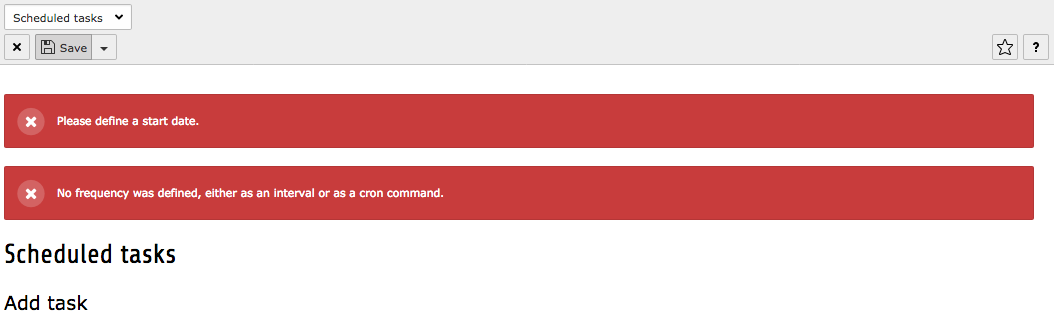 Scheduled tasks
Save
?
Please define a start date.
No frequency was defined, either as an interval or as a cron command.
Scheduled tasks
Add task